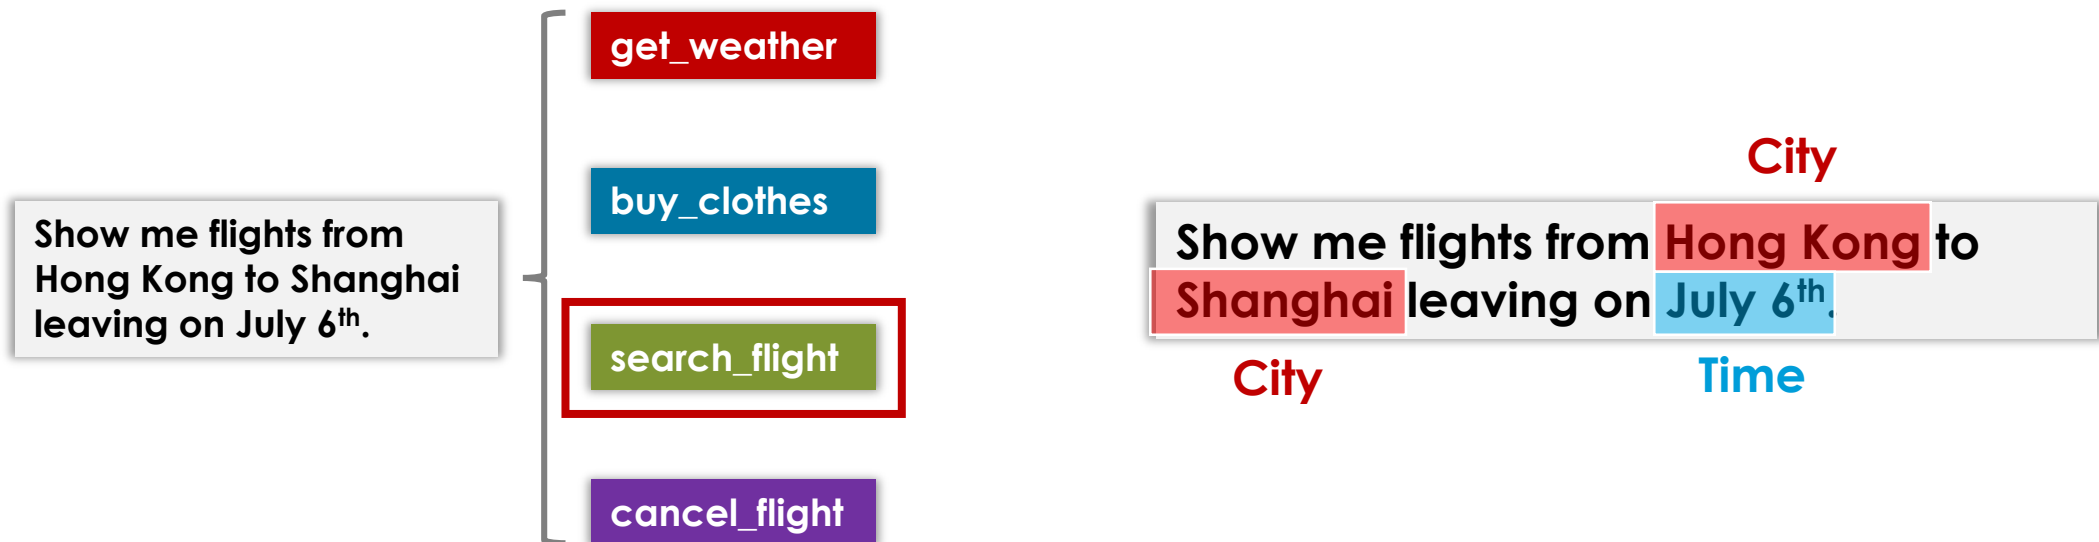 get_weather
buy_clothes
Show me flights from
Hong Kong to Shanghai
leaving on July 6th.
search_flight
cancel_flight
City
Show me flights from Hong Kong to
Shanghai leaving on July 6th.
City
Time